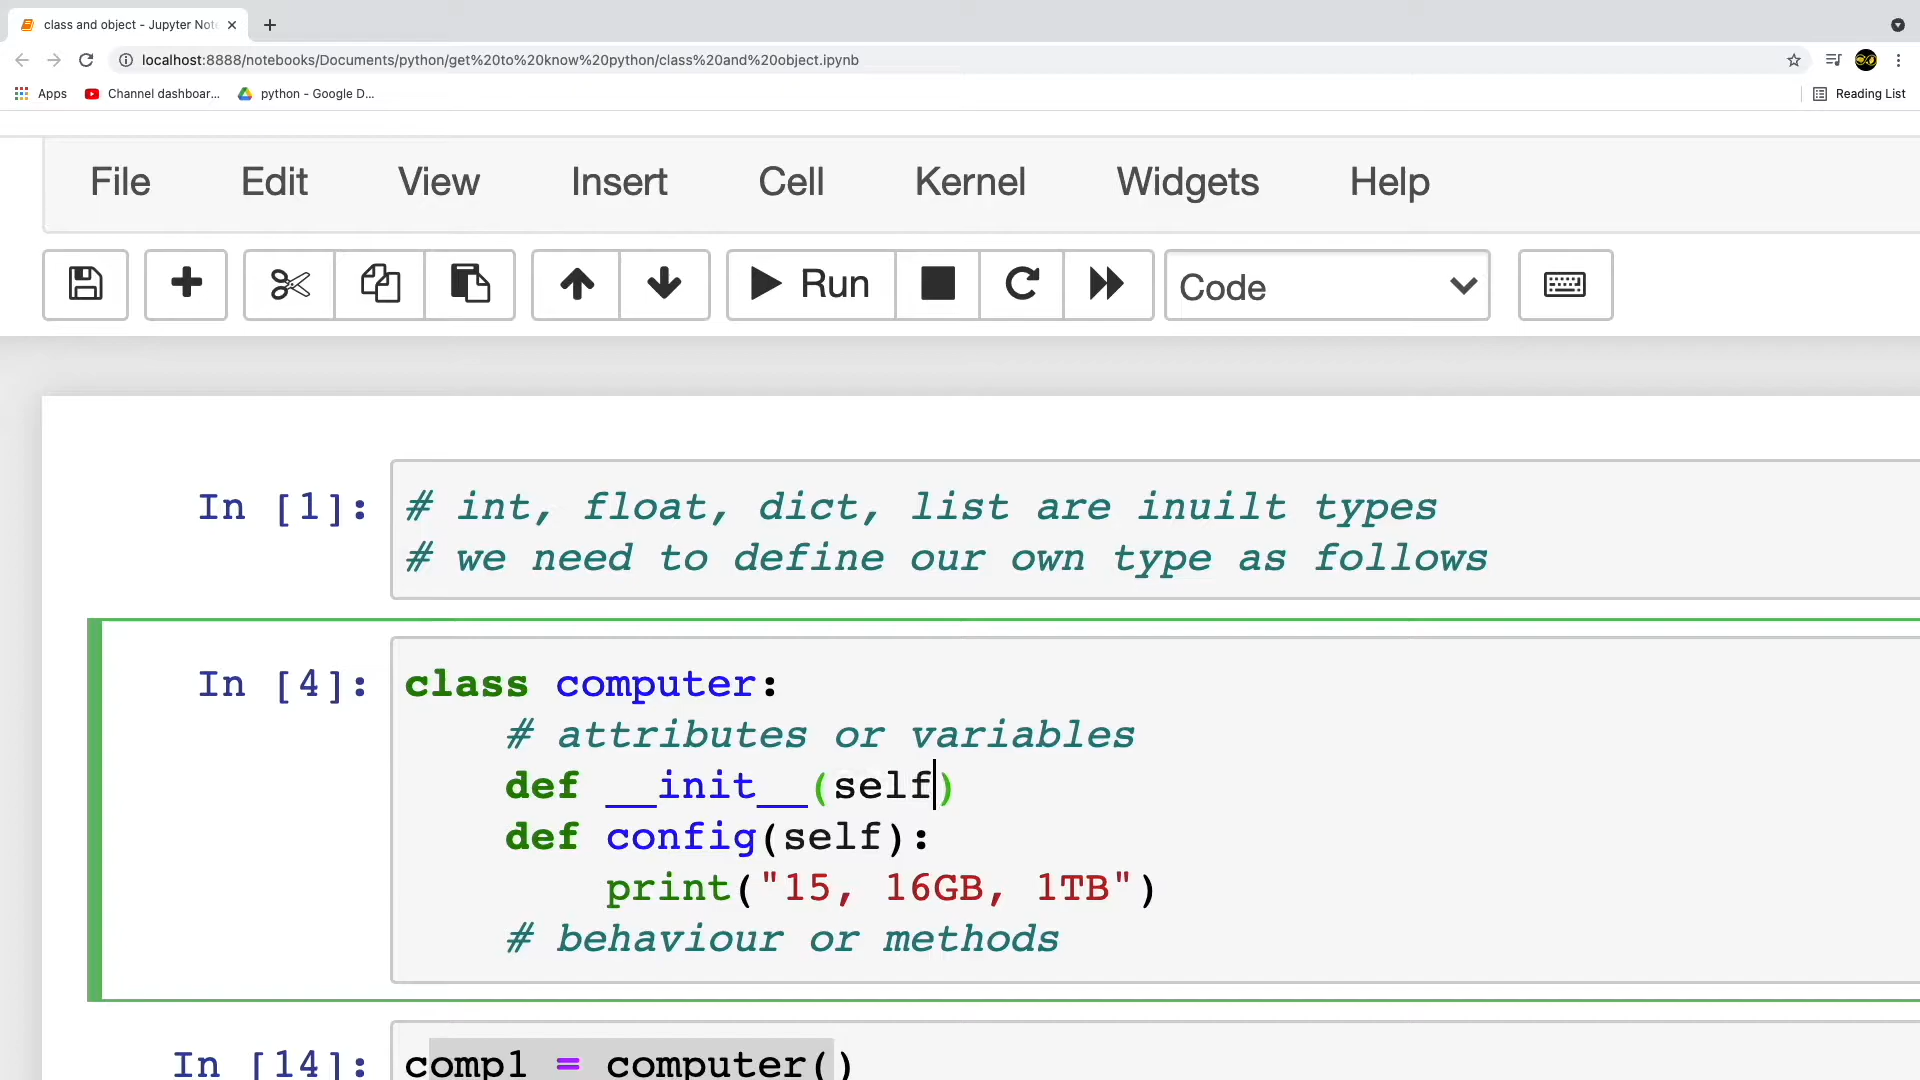 class and object - Jupyter Note
localhost:8888/notebooks/Documents/python/get%20to%20know%20python/class%20and%20object.ipynb
Apps Channel dashboar... python - Google D... Reading List
File Edit View Insert Cell Kernel Widgets Help
Run Code
In [1]: # int, float, dict, list are inuilt types
# we need to define our own type as follows
In [4]: class computer:
# attributes or variables
def __init__(self)
def config(self):
print("15, 16GB, 1TB")
# behaviour or methods
In [14]: comp1 = computer()